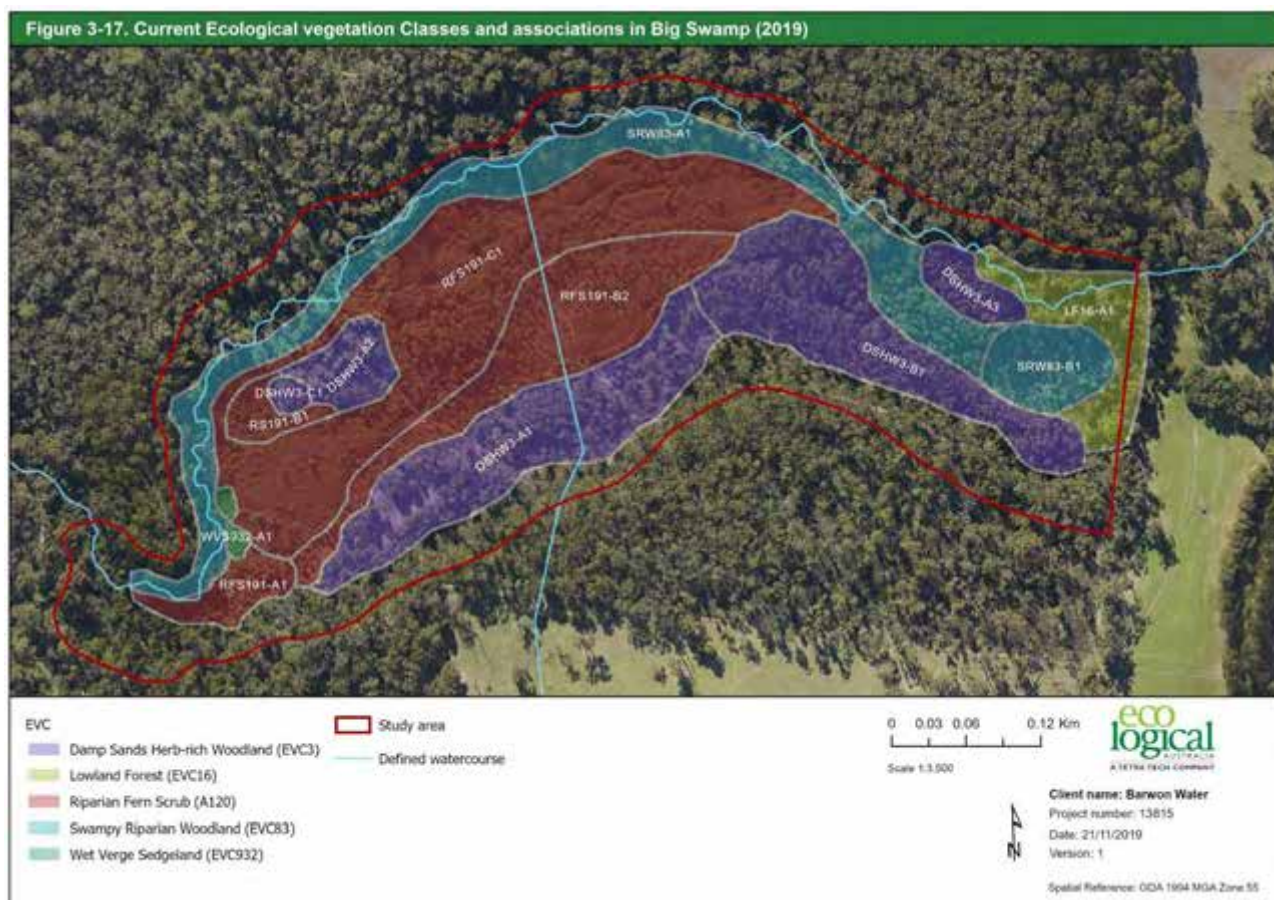 Figure 3-17. Current Ecological vegetation Classes and associations in Big Swamp (2019)
SRW83-A1
RFS191-C1
RFS191-B2
DSHW3-A3
LF16-A1
SRW83-B1
DSHW3-B1
DSHW3-A2
DSHW3-C1
RS191-B1
DSHW3-A1
WVS932-A1
RFS191-A1
EVC
Damp Sands Herb-rich Woodland (EVC3)
Lowland Forest (EVC16)
Riparian Fern Scrub (A120)
Swampy Riparian Woodland (EVC83)
Wet Verge Sedgeland (EVC932)
Study area
Defined watercourse
0 0.03 0.06 0.12 Km
Scale 1:3,500
N
eco
logical
AUSTRALIA
A TETRA TECH COMPANY
Client name: Barwon Water
Project number: 13815
Date: 21/11/2019
Version: 1
Spatial Reference: GDA 1994 MGA Zone 55